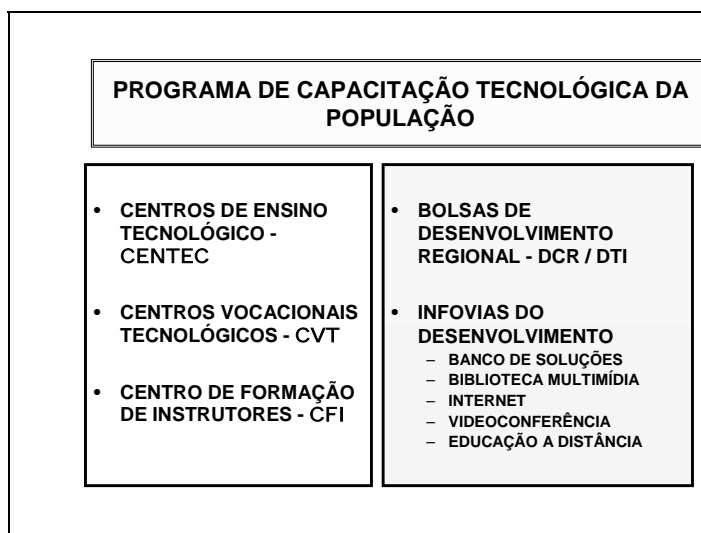 PROGRAMA DE CAPACITAÇÃO TECNOLÓGICA DA
POPULAÇÃO
• CENTROS DE ENSINO
TECNOLÓGICO -
CENTEC
• CENTROS VOCACIONAIS
TECNOLÓGICOS - CVT
• CENTRO DE FORMAÇÃO
DE INSTRUTORES - CFI
• BOLSAS DE
DESENVOLVIMENTO
REGIONAL - DCR / DTI
• INFOVIAS DO
DESENVOLVIMENTO
– BANCO DE SOLUÇÕES
– BIBLIOTECA MULTIMÍDIA
– INTERNET
– VIDEOCONFERÊNCIA
– EDUCAÇÃO A DISTÂNCIA